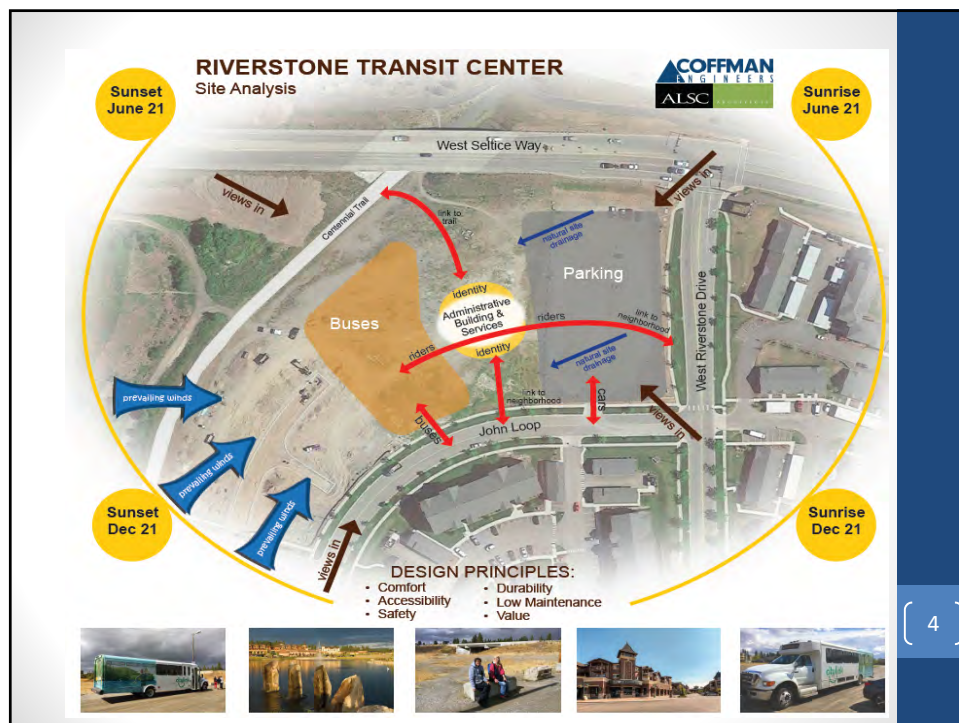 RIVERSTONE TRANSIT CENTER
Site Analysis
COFFMAN
ENGINEERS
ALSC
Sunset
June 21
Sunrise
June 21
West Seltice Way
views in
views in
Centennial Trail
link to
trail
natural site
drainage
Parking
identity
Administrative
Building &
Services
identity
Buses
riders
riders
link to
neighborhood
West Riverstone Drive
natural site
drainage
prevailing winds
prevailing winds
prevailing winds
link to
neighborhood
cars
buses
John Loop
views in
views in
Sunset
Dec 21
Sunrise
Dec 21
DESIGN PRINCIPLES:
• Comfort
• Accessibility
• Safety
• Durability
• Low Maintenance
• Value
4